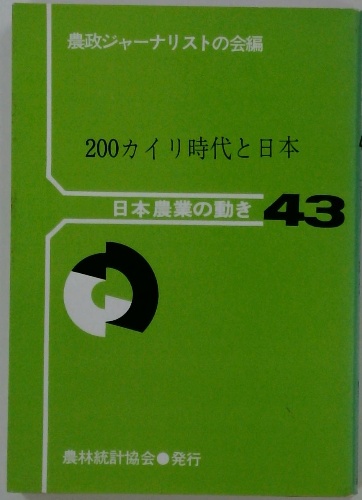 農政ジャーナリストの会編
200カイリ時代と日本
日本農業の動き 43
農林統計協会●発行